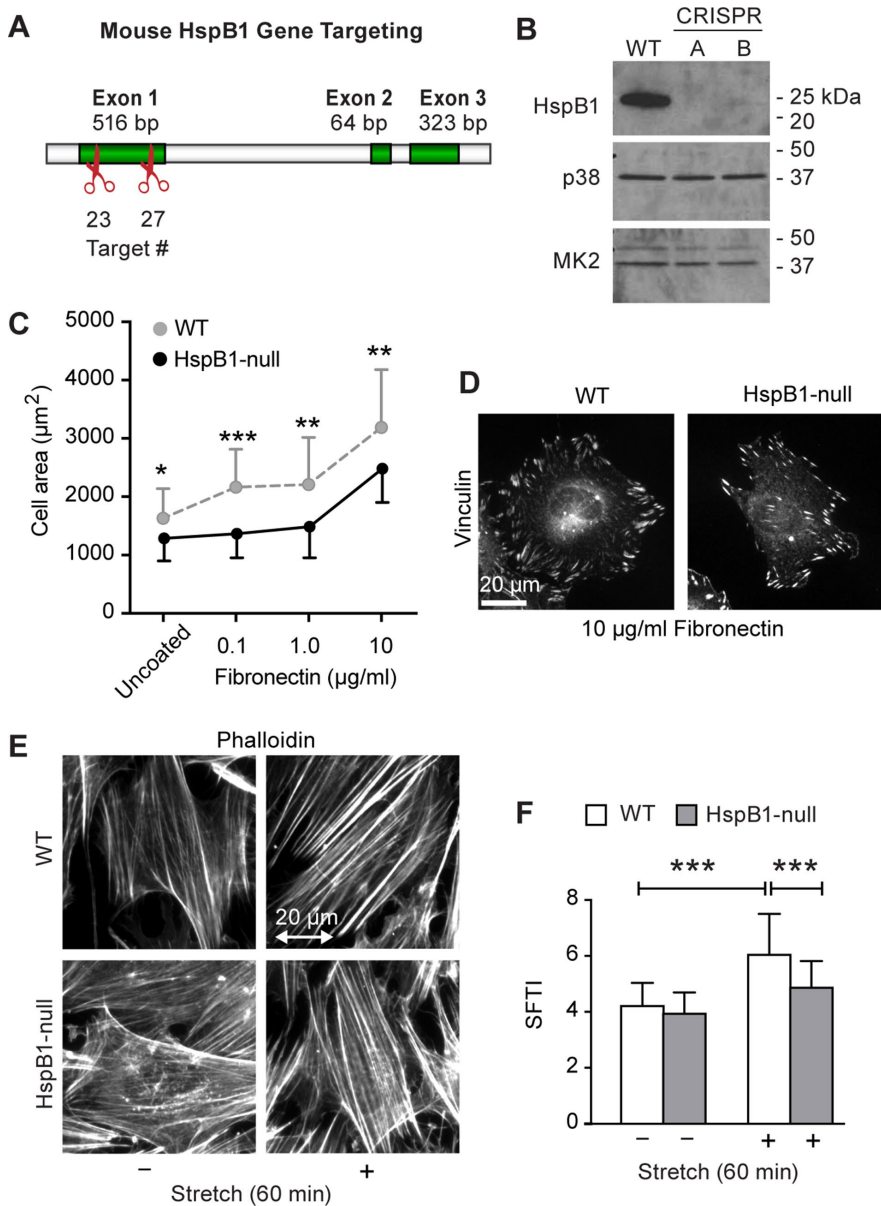 A
Mouse HspB1 Gene Targeting
Exon 1
516 bp
Exon 2
64 bp
Exon 3
323 bp
23
27
Target #
B
CRISPR
WT
A
B
HspB1
- 25 kDa
- 20
p38
- 50
- 37
MK2
- 50
- 37
C
5000
4000
3000
2000
1000
0
Cell area (µm²)
WT
HspB1-null
*
***
**
**
Uncoated
0.1
1.0
10
Fibronectin (µg/ml)
D
WT
HspB1-null
Vinculin
20 µm
10 µg/ml Fibronectin
E
Phalloidin
WT
20 µm
HspB1-null
–
+
Stretch (60 min)
F
WT
HspB1-null
***
***
8
6
4
2
0
SFTI
–
–
+
+
Stretch (60 min)